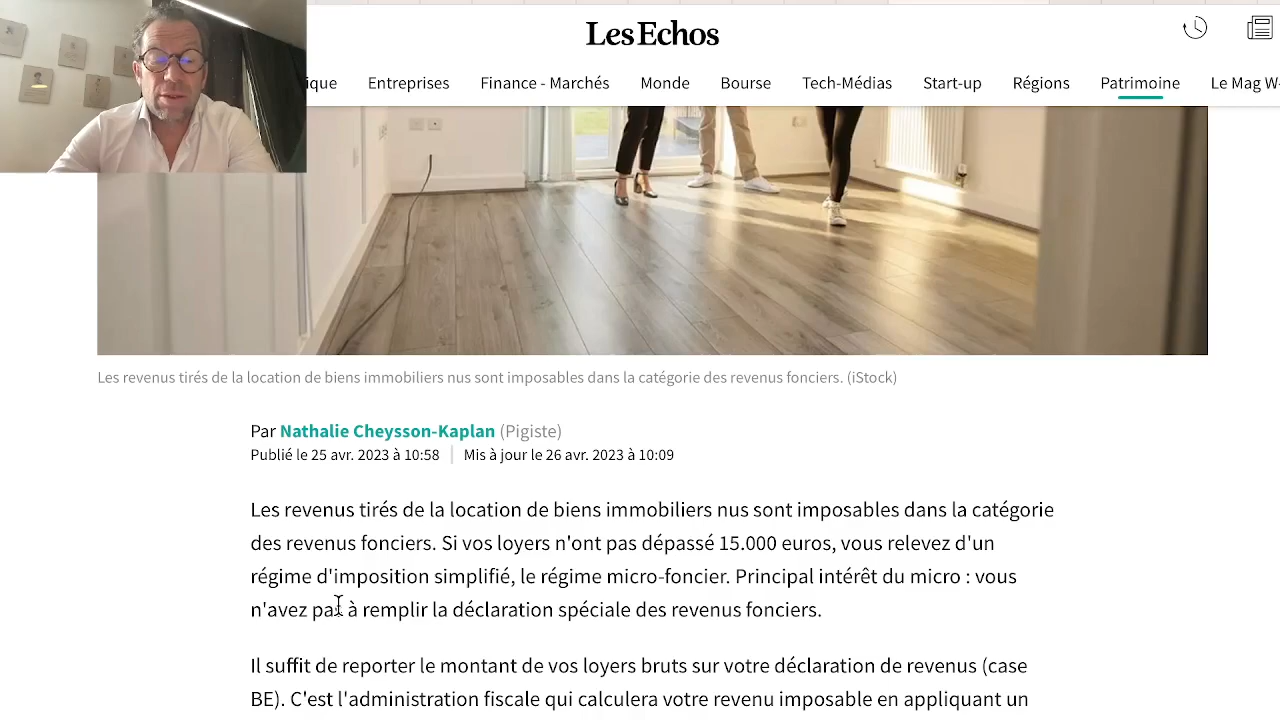 LesEchos
ique Entreprises Finance - Marchés Monde Bourse Tech-Médias Start-up Régions Patrimoine Le Mag W-
Les revenus tirés de la location de biens immobiliers nus sont imposables dans la catégorie des revenus fonciers. (iStock)
Par Nathalie Cheysson-Kaplan (Pigiste)
Publié le 25 avr. 2023 à 10:58 Mis à jour le 26 avr. 2023 à 10:09
Les revenus tirés de la location de biens immobiliers nus sont imposables dans la catégorie
des revenus fonciers. Si vos loyers n'ont pas dépassé 15.000 euros, vous relevez d'un
régime d'imposition simplifié, le régime micro-foncier. Principal intérêt du micro : vous
n'avez pas à remplir la déclaration spéciale des revenus fonciers.
Il suffit de reporter le montant de vos loyers bruts sur votre déclaration de revenus (case
BE). C'est l'administration fiscale qui calculera votre revenu imposable en appliquant un